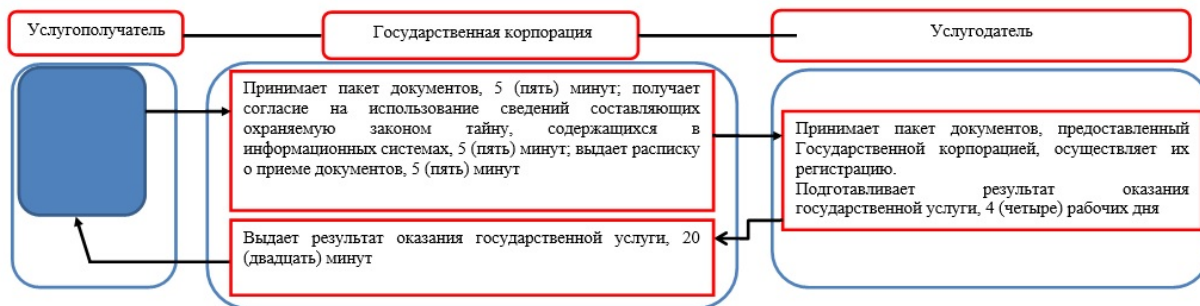 Услугополучатель
Государственная корпорация
Услугодатель
Принимает пакет документов, 5 (пять) минут; получает
согласие на использование сведений составляющих
охраняемую законом тайну, содержащихся в
информационных системах, 5 (пять) минут; выдает расписку
о приеме документов, 5 (пять) минут
Принимает пакет документов, предоставленный
Государственной корпорацией, осуществляет их
регистрацию.
Подготавливает результат оказания
государственной услуги, 4 (четыре) рабочих дня
Выдает результат оказания государственной услуги, 20
(двадцать) минут